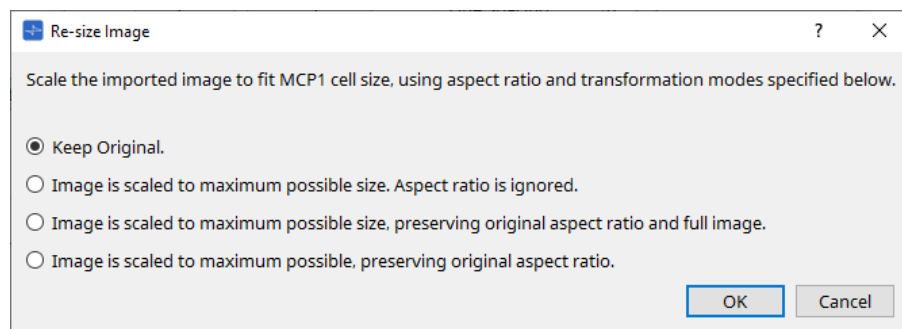 Re-size Image
?
Scale the imported image to fit MCP1 cell size, using aspect ratio and transformation modes specified below.
Keep Original.
Image is scaled to maximum possible size. Aspect ratio is ignored.
Image is scaled to maximum possible size, preserving original aspect ratio and full image.
Image is scaled to maximum possible, preserving original aspect ratio.
OK
Cancel